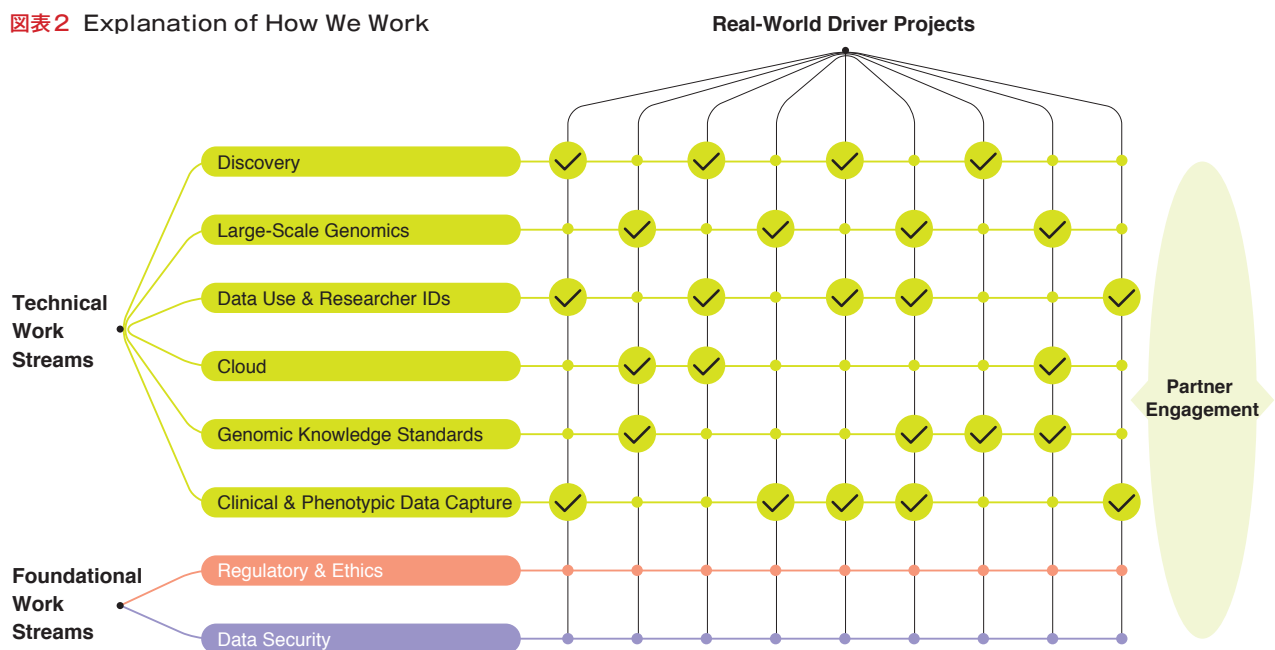 図表2 Explanation of How We Work
Real-World Driver Projects
Technical
Work
Streams
Discovery
Large-Scale Genomics
Data Use & Researcher IDs
Cloud
Genomic Knowledge Standards
Clinical & Phenotypic Data Capture
Foundational
Work
Streams
Regulatory & Ethics
Data Security
Partner
Engagement